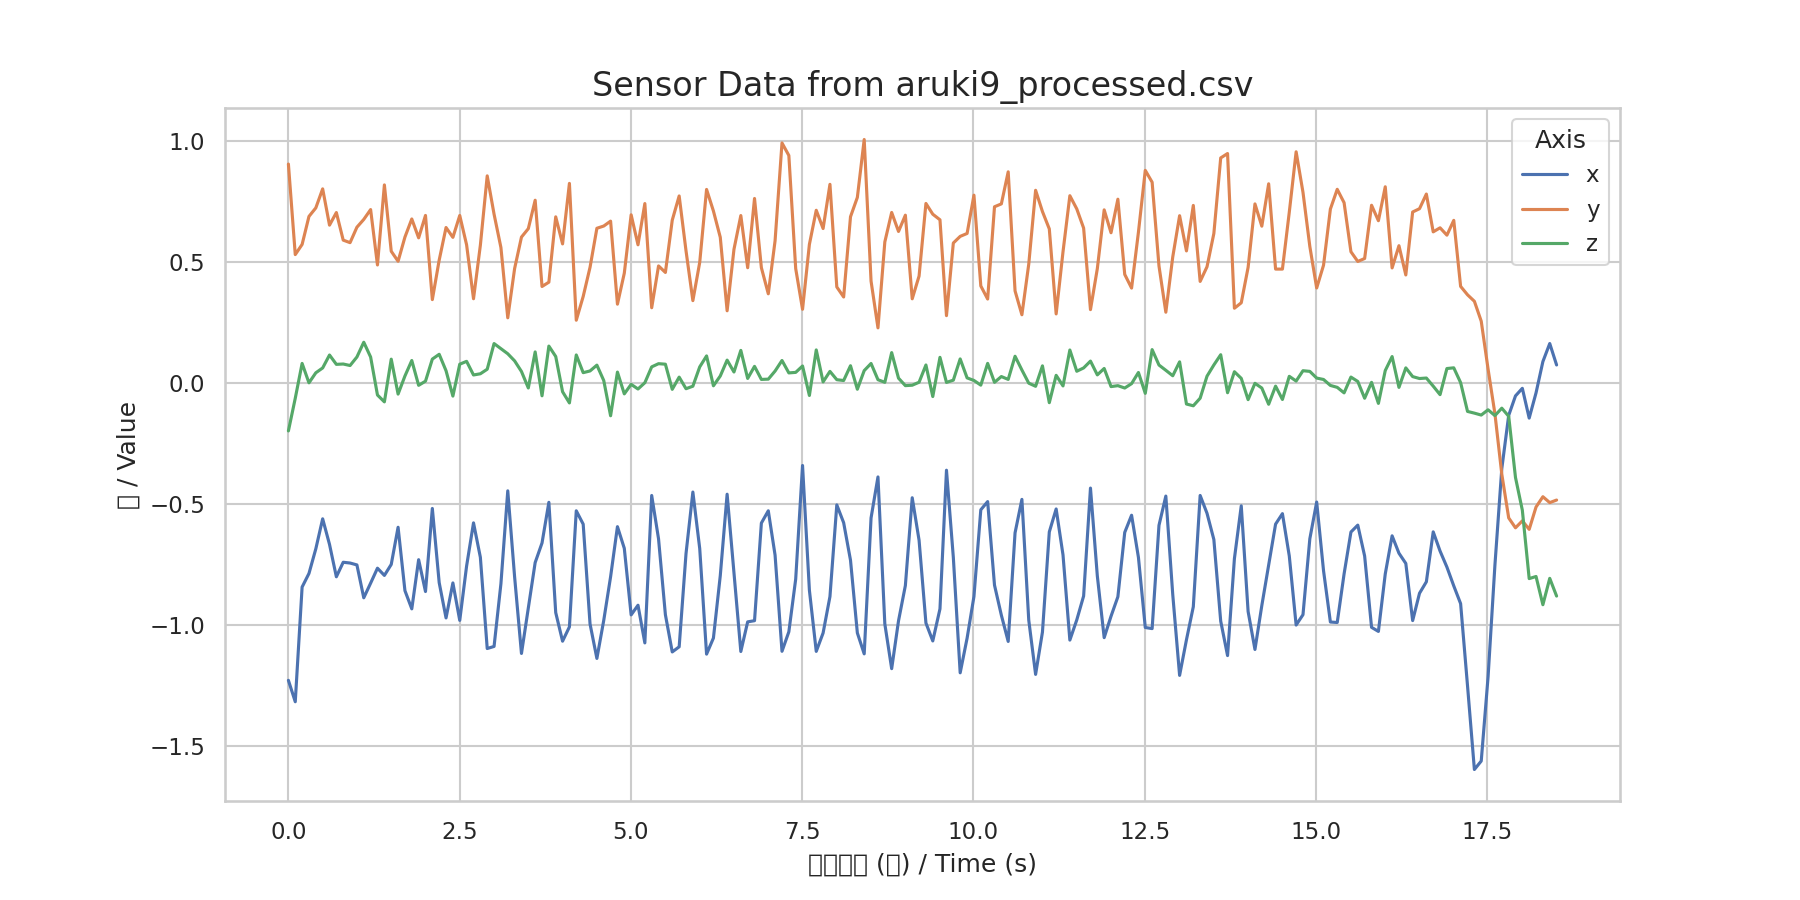 Sensor Data from aruki9_processed.csv
Axis
x
y
z
1.0
0.5
0.0
−0.5
−1.0
−1.5
/ Value
0.0 2.5 5.0 7.5 10.0 12.5 15.0 17.5
() / Time (s)